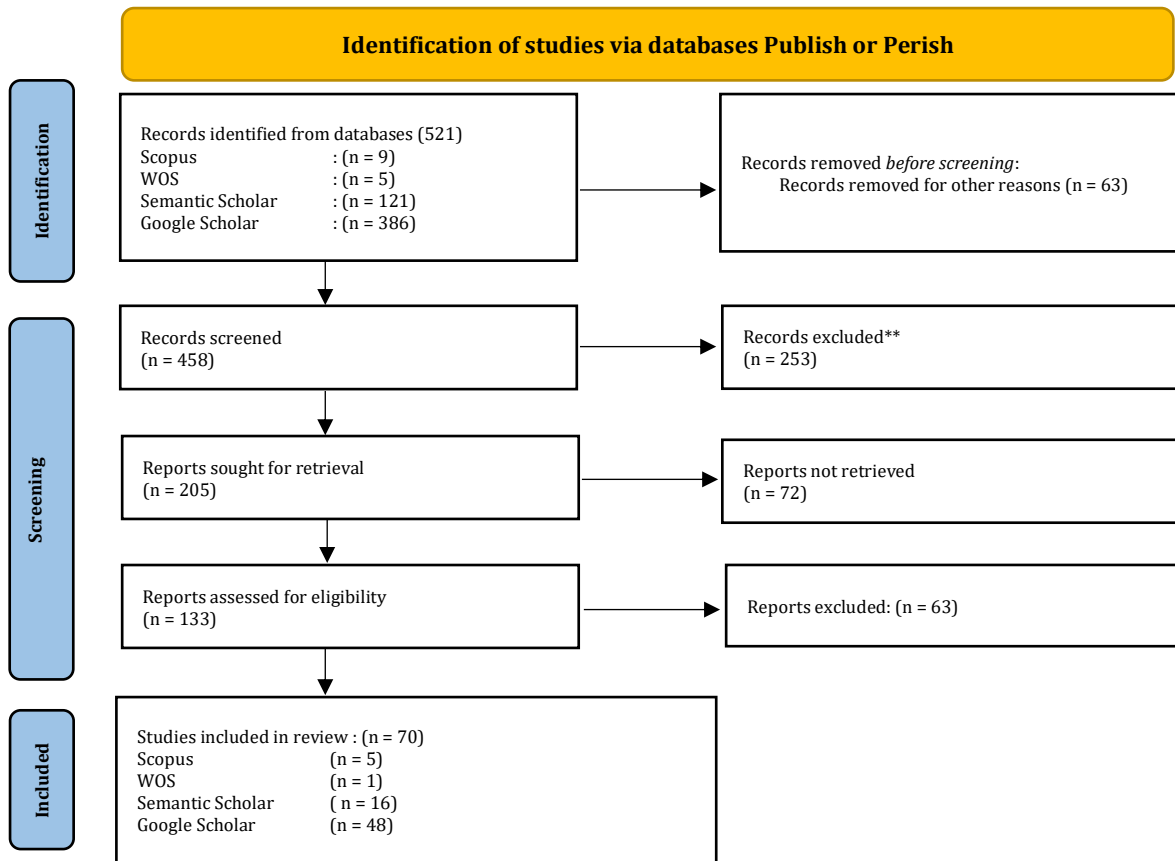 Identification of studies via databases Publish or Perish
Identification
Records identified from databases (521)
Scopus : (n = 9)
WOS : (n = 5)
Semantic Scholar : (n = 121)
Google Scholar : (n = 386)
Records removed before screening:
Records removed for other reasons (n = 63)
Screening
Records screened
(n = 458)
Records excluded**
(n = 253)
Reports sought for retrieval
(n = 205)
Reports not retrieved
(n = 72)
Reports assessed for eligibility
(n = 133)
Reports excluded: (n = 63)
Included
Studies included in review : (n = 70)
Scopus (n = 5)
WOS (n = 1)
Semantic Scholar ( n = 16)
Google Scholar (n = 48)